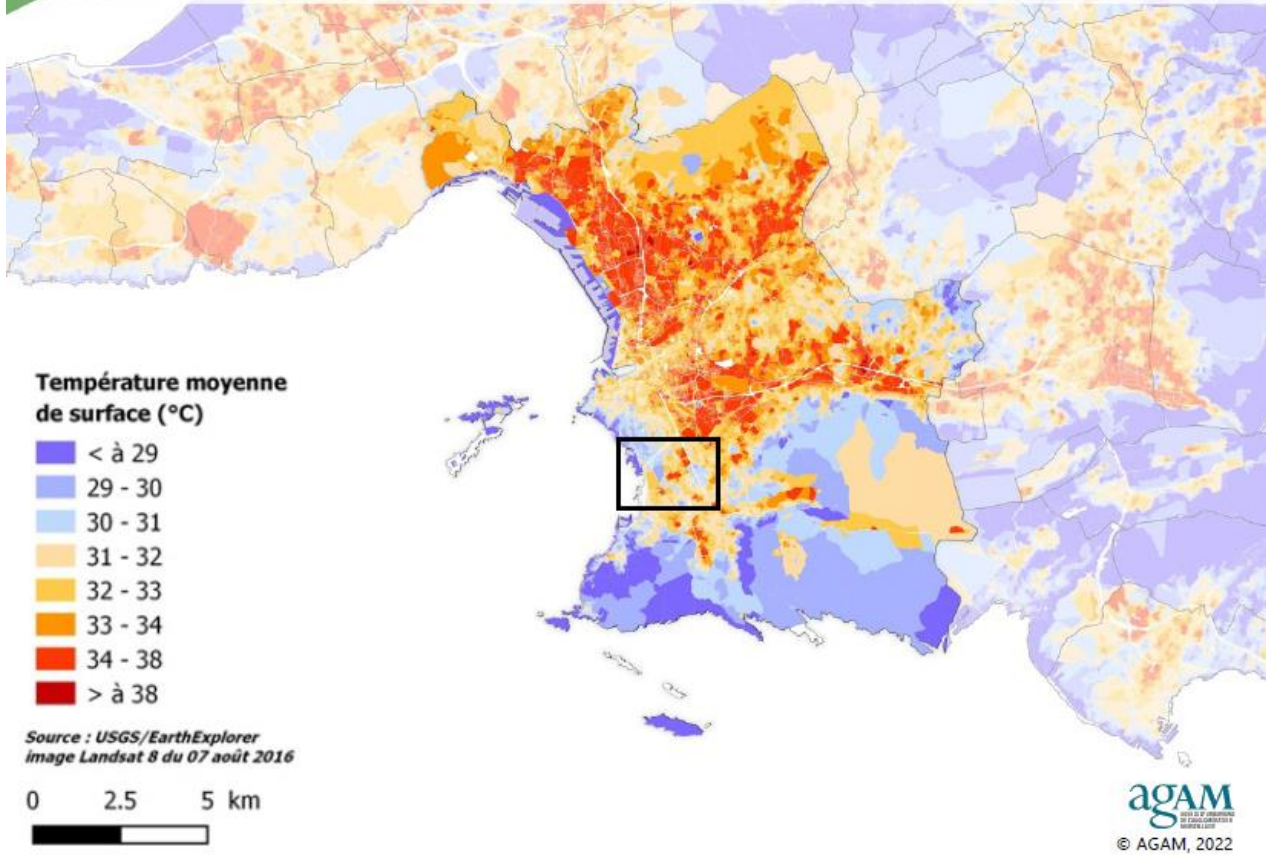 Température moyenne
de surface (°C)
< à 29
29 - 30
30 - 31
31 - 32
32 - 33
33 - 34
34 - 38
> à 38
Source : USGS/EarthExplorer
image Landsat 8 du 07 août 2016
0 2.5 5 km
agAM
© AGAM, 2022